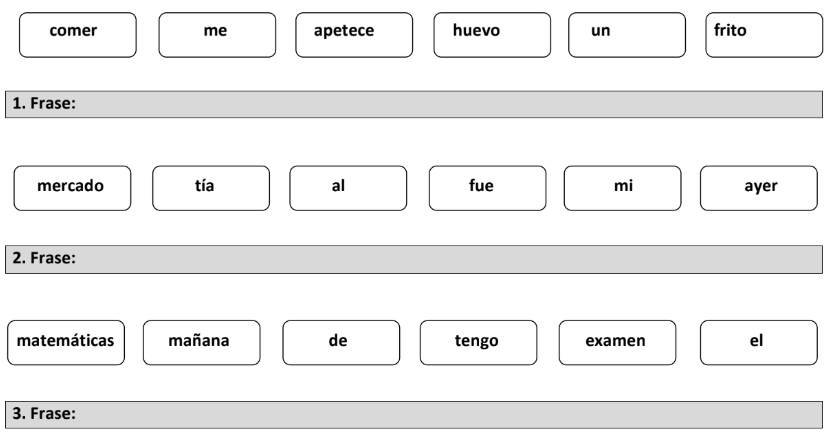 comer me apetece huevo un frito
1. Frase:
mercado tía al fue mi ayer
2. Frase:
matemáticas mañana de tengo examen el
3. Frase: